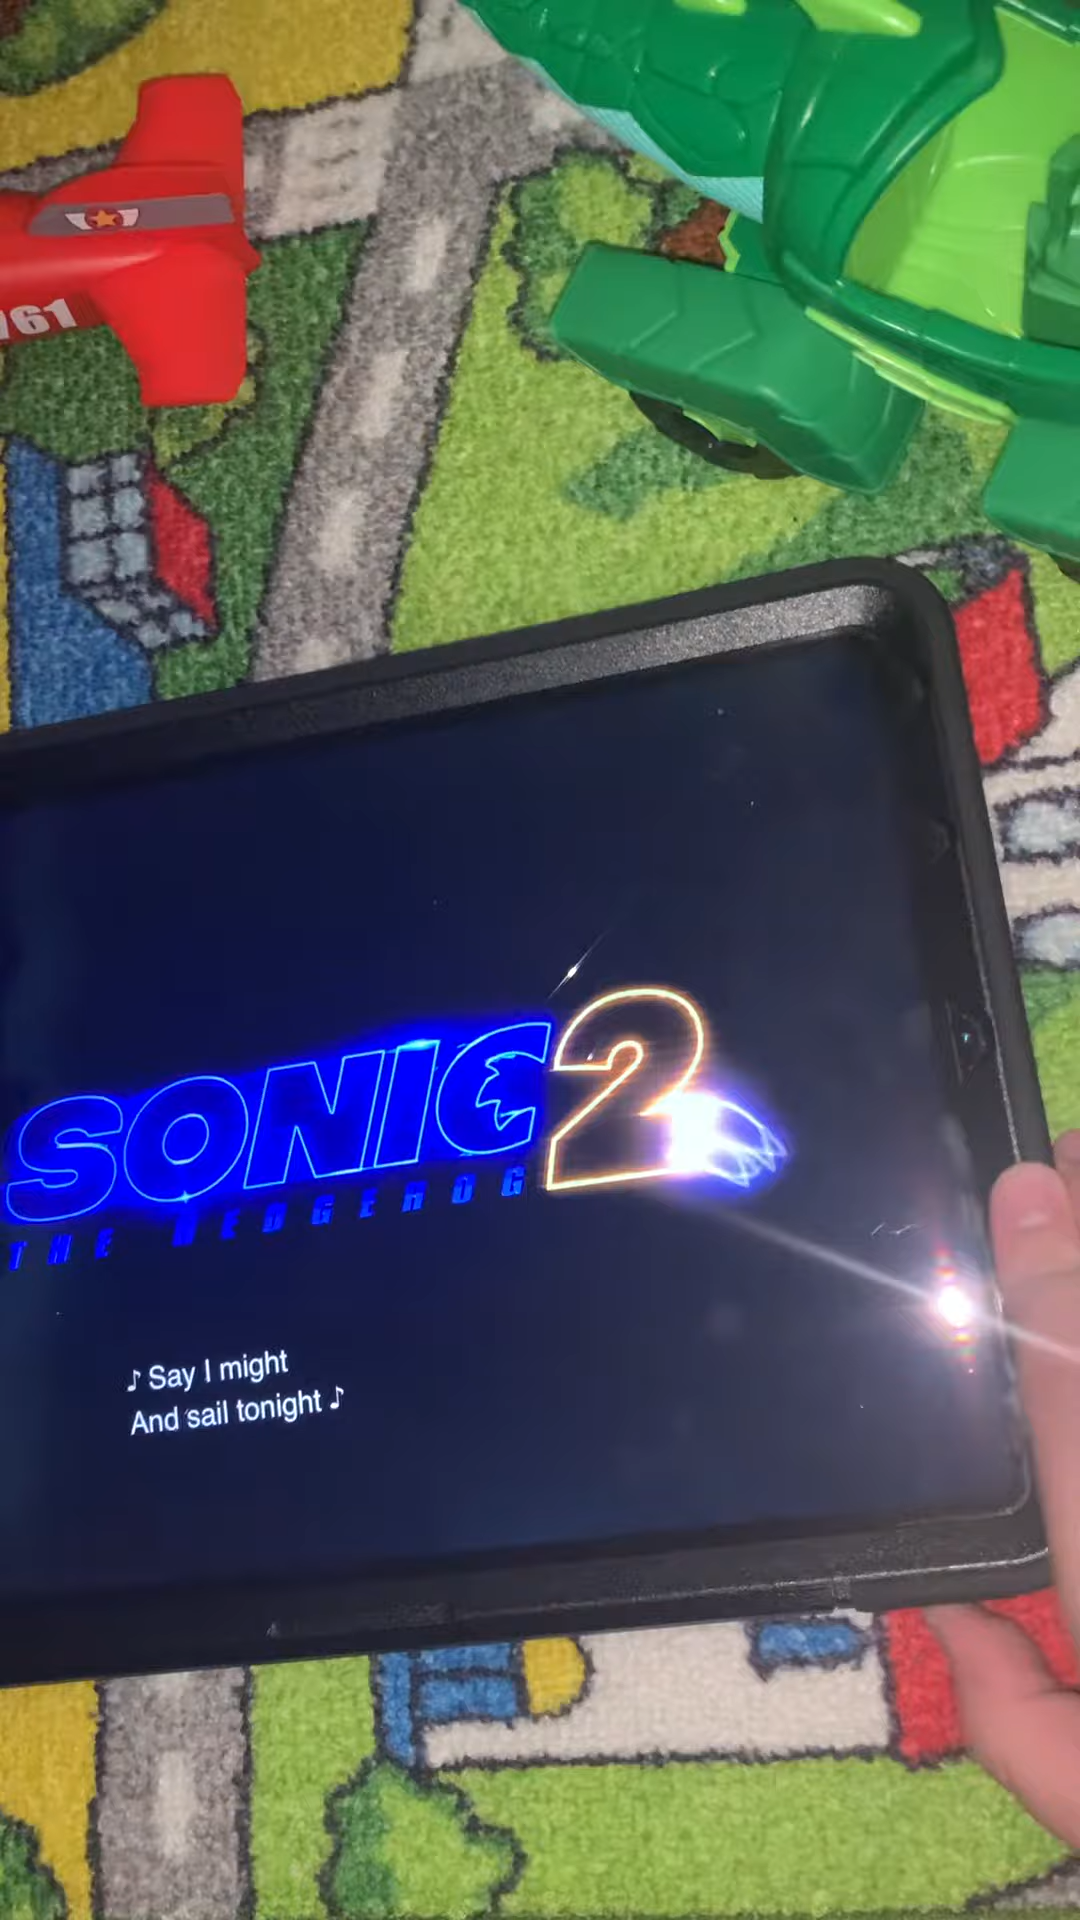 761
SONIC 2
THE HEDGEHOG
♪ Say I might
And sail tonight ♪